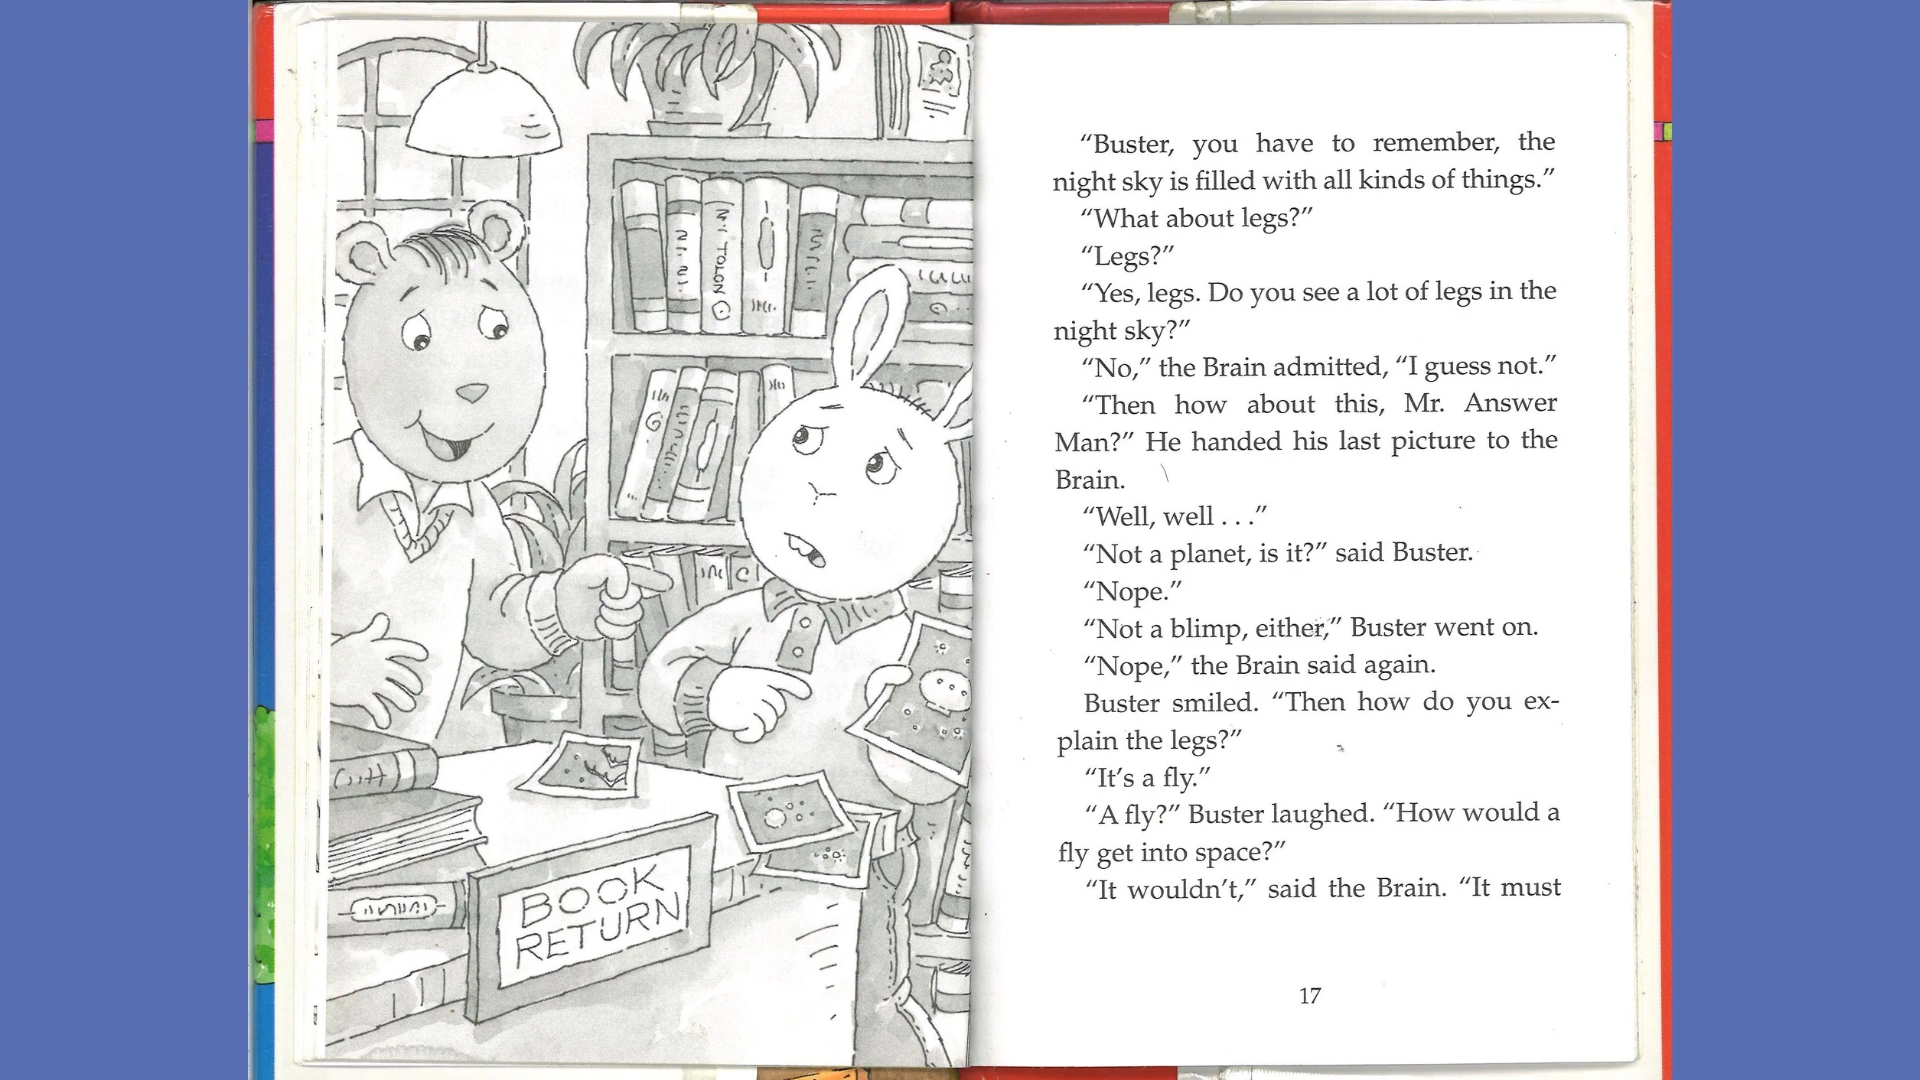 N.I TOLGN
BOOK
RETURN
“Buster, you have to remember, the
night sky is filled with all kinds of things.”
“What about legs?”
“Legs?”
“Yes, legs. Do you see a lot of legs in the
night sky?”
“No,” the Brain admitted, “I guess not.”
“Then how about this, Mr. Answer
Man?” He handed his last picture to the
Brain.
“Well, well . . .”
“Not a planet, is it?” said Buster.
“Nope.”
“Not a blimp, either,” Buster went on.
“Nope,” the Brain said again.
Buster smiled. “Then how do you ex-
plain the legs?”
“It’s a fly.”
“A fly?” Buster laughed. “How would a
fly get into space?”
“It wouldn’t,” said the Brain. “It must
17